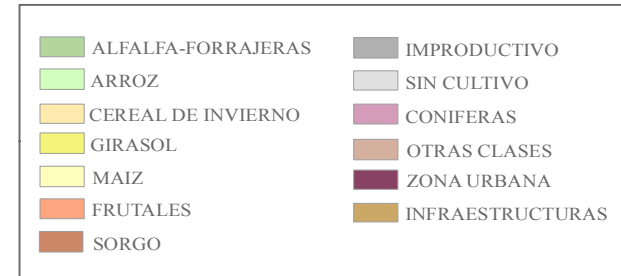 ALFALFA-FORRAJERAS
ARROZ
CEREAL DE INVIERNO
GIRASOL
MAIZ
FRUTALES
SORGO
IMPRODUCTIVO
SIN CULTIVO
CONIFERAS
OTRAS CLASES
ZONA URBANA
INFRAESTRUCTURAS